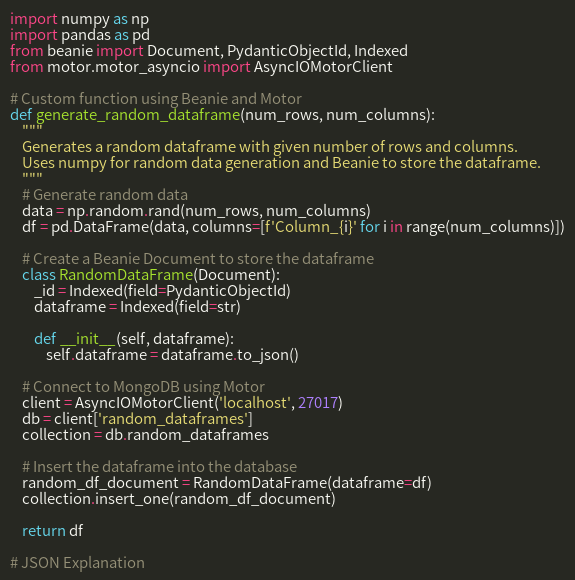 import numpy as np
import pandas as pd
from beanie import Document, PydanticObjectId, Indexed
from motor.motor_asyncio import AsyncIOMotorClient

# Custom function using Beanie and Motor
def generate_random_dataframe(num_rows, num_columns):
    """
    Generates a random dataframe with given number of rows and columns.
    Uses numpy for random data generation and Beanie to store the dataframe.
    """
    # Generate random data
    data = np.random.rand(num_rows, num_columns)
    df = pd.DataFrame(data, columns=[f'Column_{i}' for i in range(num_columns)])

    # Create a Beanie Document to store the dataframe
    class RandomDataFrame(Document):
        _id = Indexed(field=PydanticObjectId)
        dataframe = Indexed(field=str)

        def __init__(self, dataframe):
            self.dataframe = dataframe.to_json()

    # Connect to MongoDB using Motor
    client = AsyncIOMotorClient('localhost', 27017)
    db = client['random_dataframes']
    collection = db.random_dataframes

    # Insert the dataframe into the database
    random_df_document = RandomDataFrame(dataframe=df)
    collection.insert_one(random_df_document)

    return df

# JSON Explanation